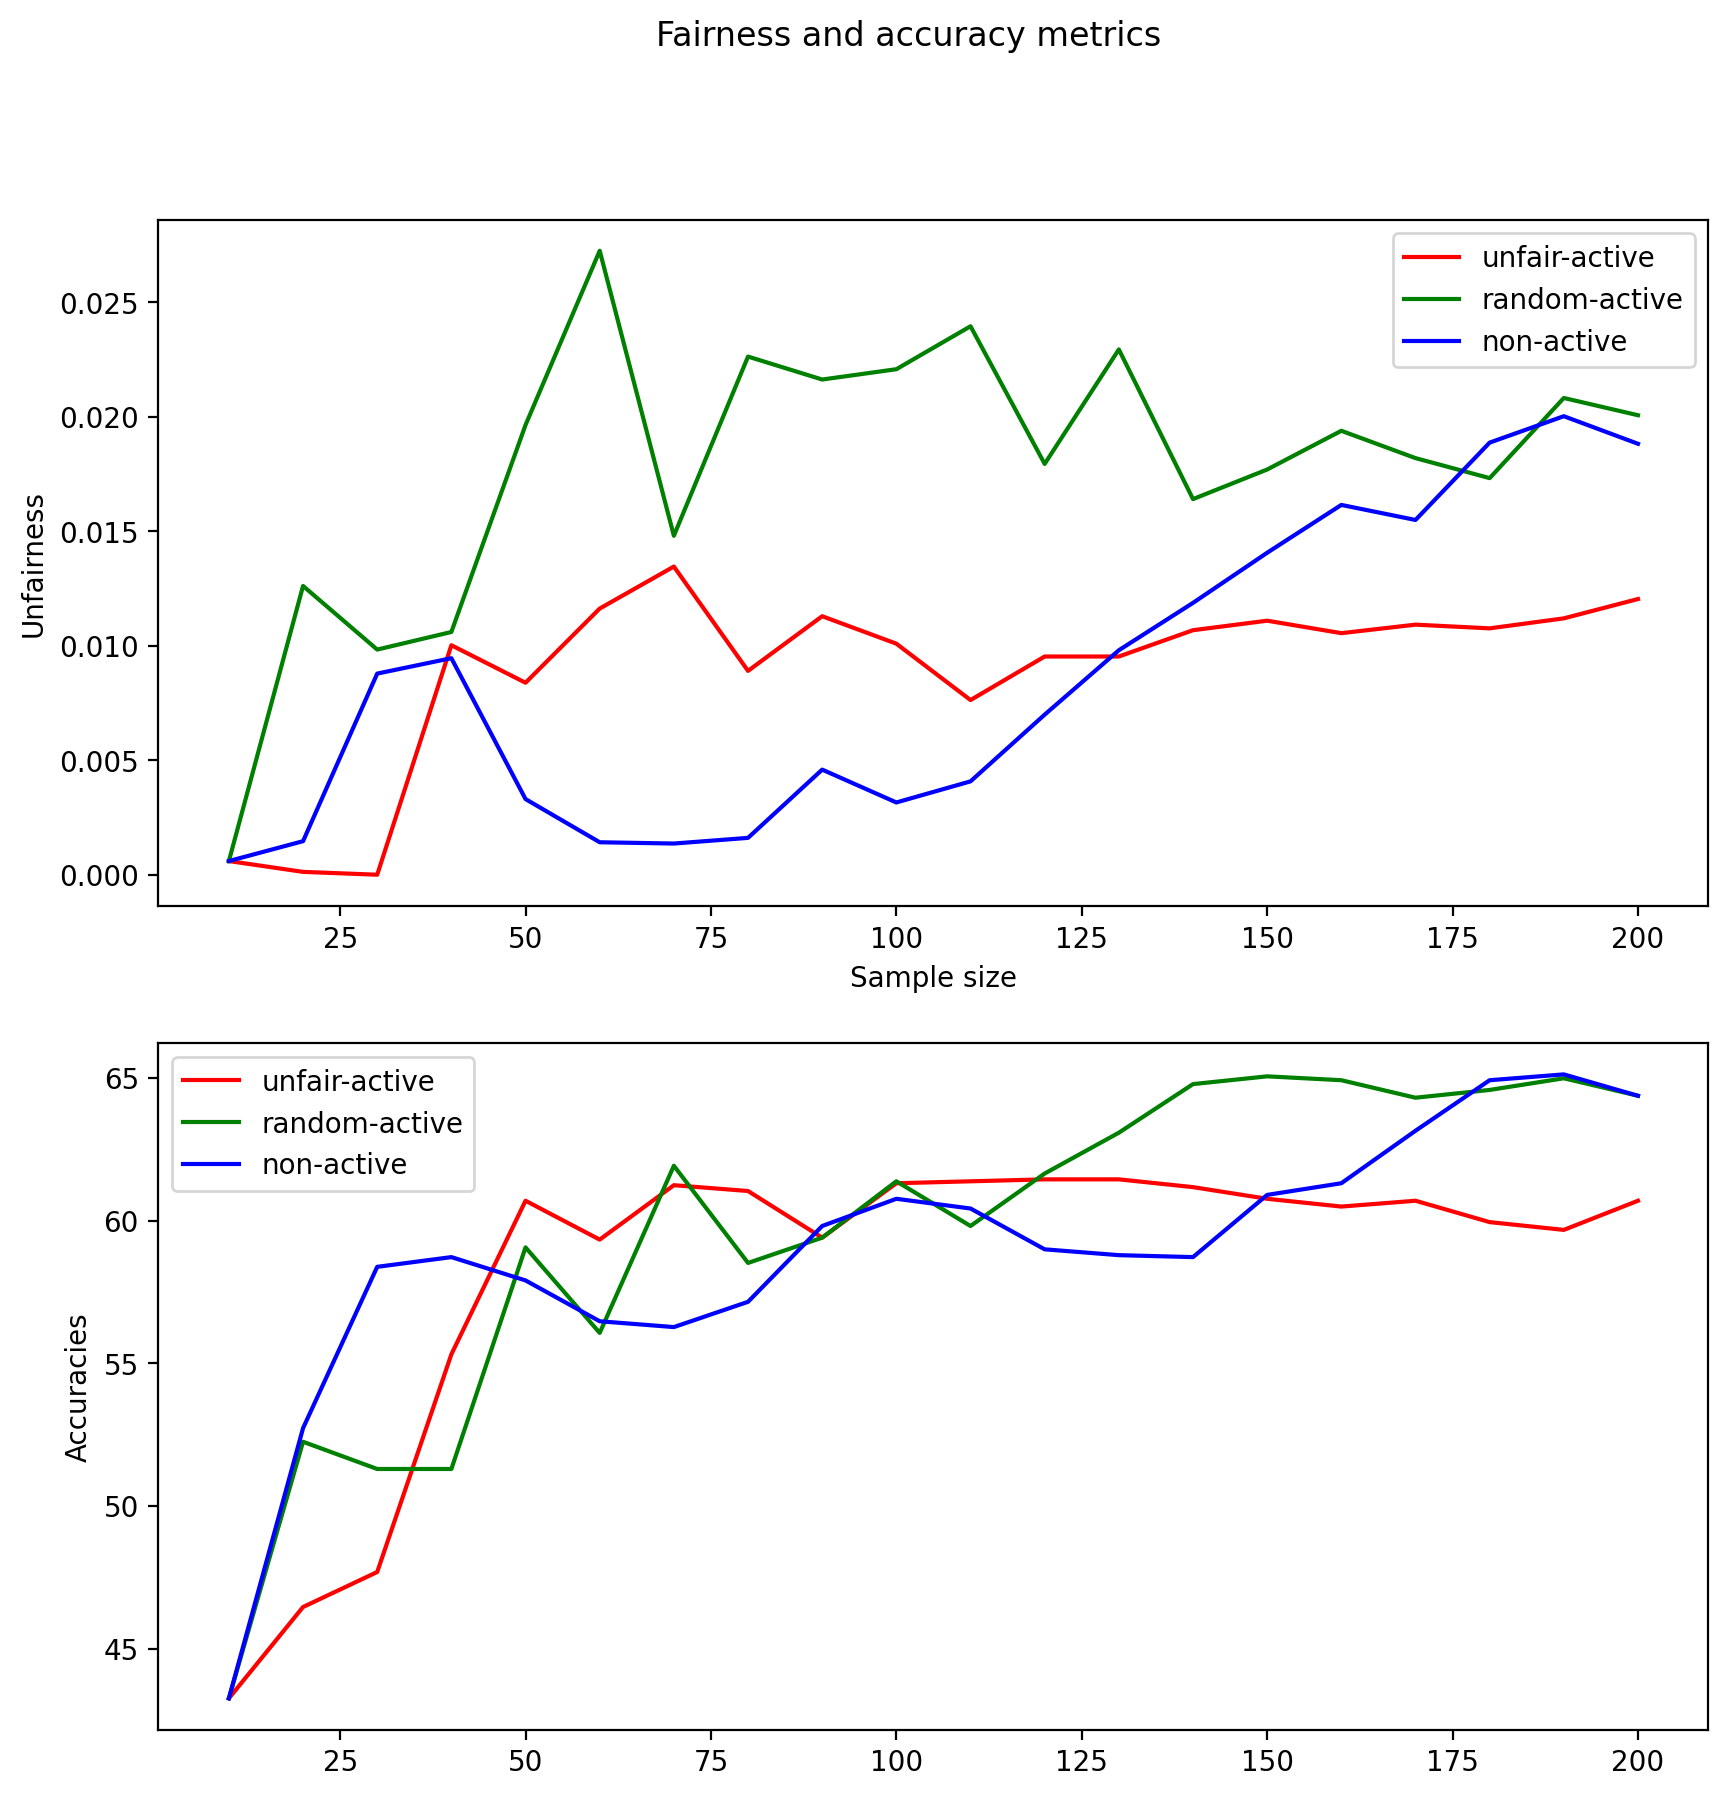 Fairness and accuracy metrics
unfair-active
random-active
non-active
0.025
0.020
0.015
0.010
0.005
0.000
Unfairness
25 50 75 100 125 150 175 200
Sample size
unfair-active
random-active
non-active
65
60
55
50
45
Accuracies
25 50 75 100 125 150 175 200